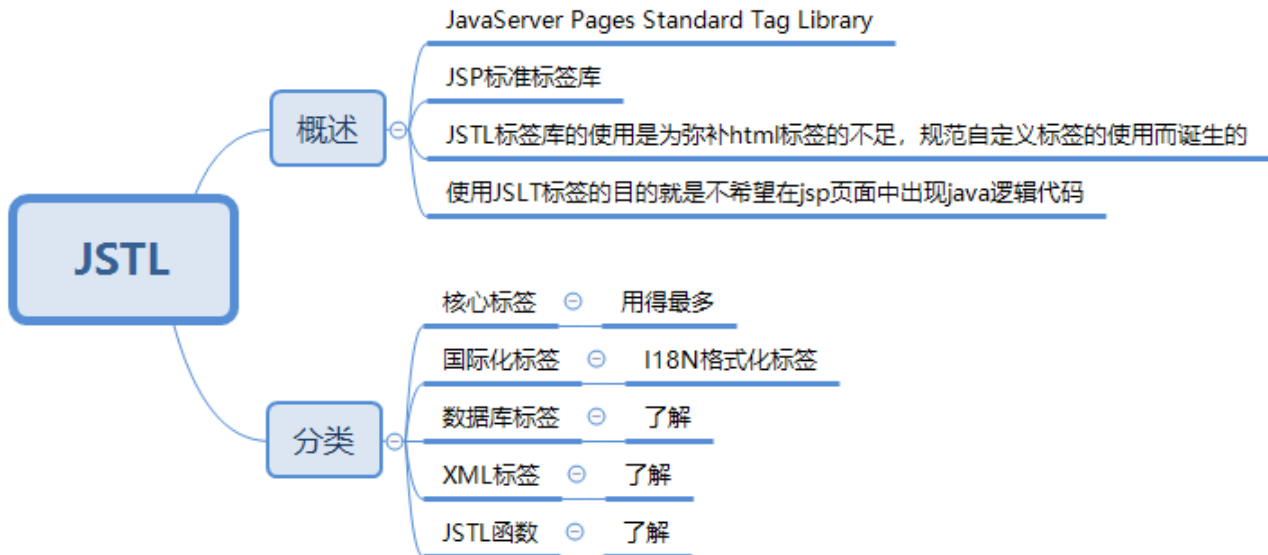 JSTL
概述
JavaServer Pages Standard Tag Library
JSP标准标签库
JSTL标签库的使用是为弥补html标签的不足，规范自定义标签的使用而诞生的
使用JSLT标签的目的就是不希望在jsp页面中出现java逻辑代码
分类
核心标签 用得最多
国际化标签 I18N格式化标签
数据库标签 了解
XML标签 了解
JSTL函数 了解